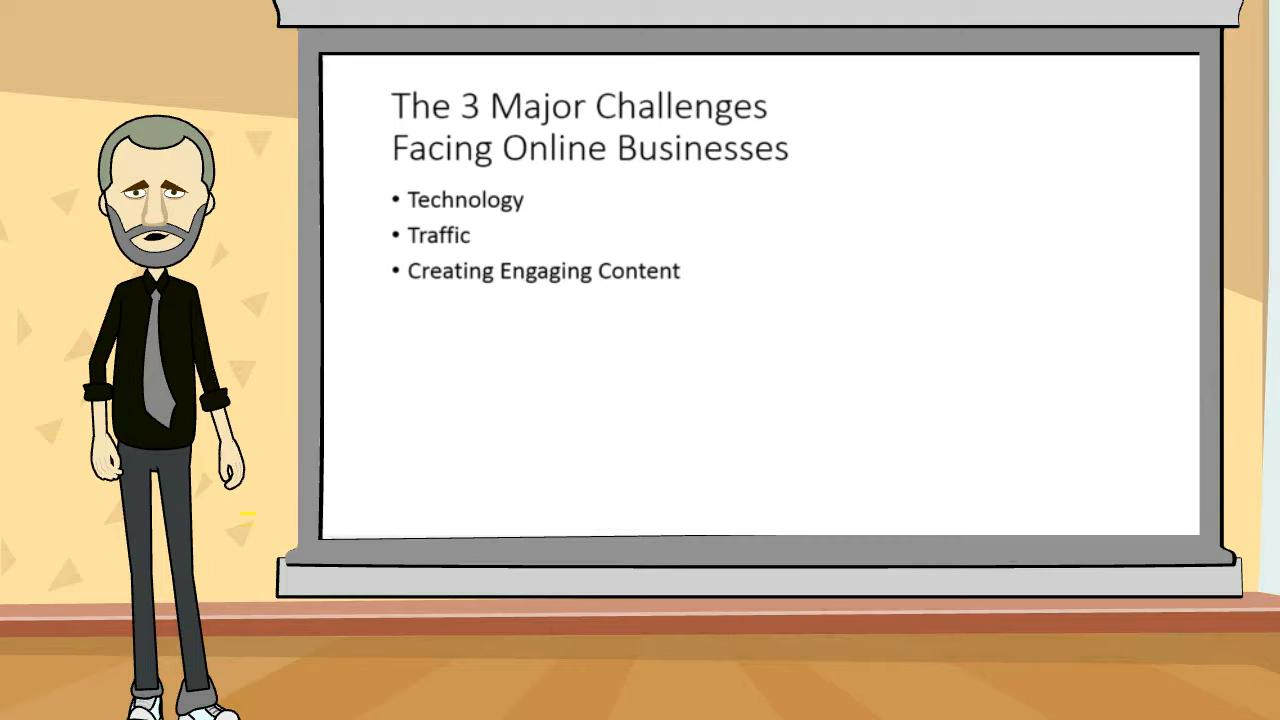 The 3 Major Challenges
Facing Online Businesses
• Technology
• Traffic
• Creating Engaging Content